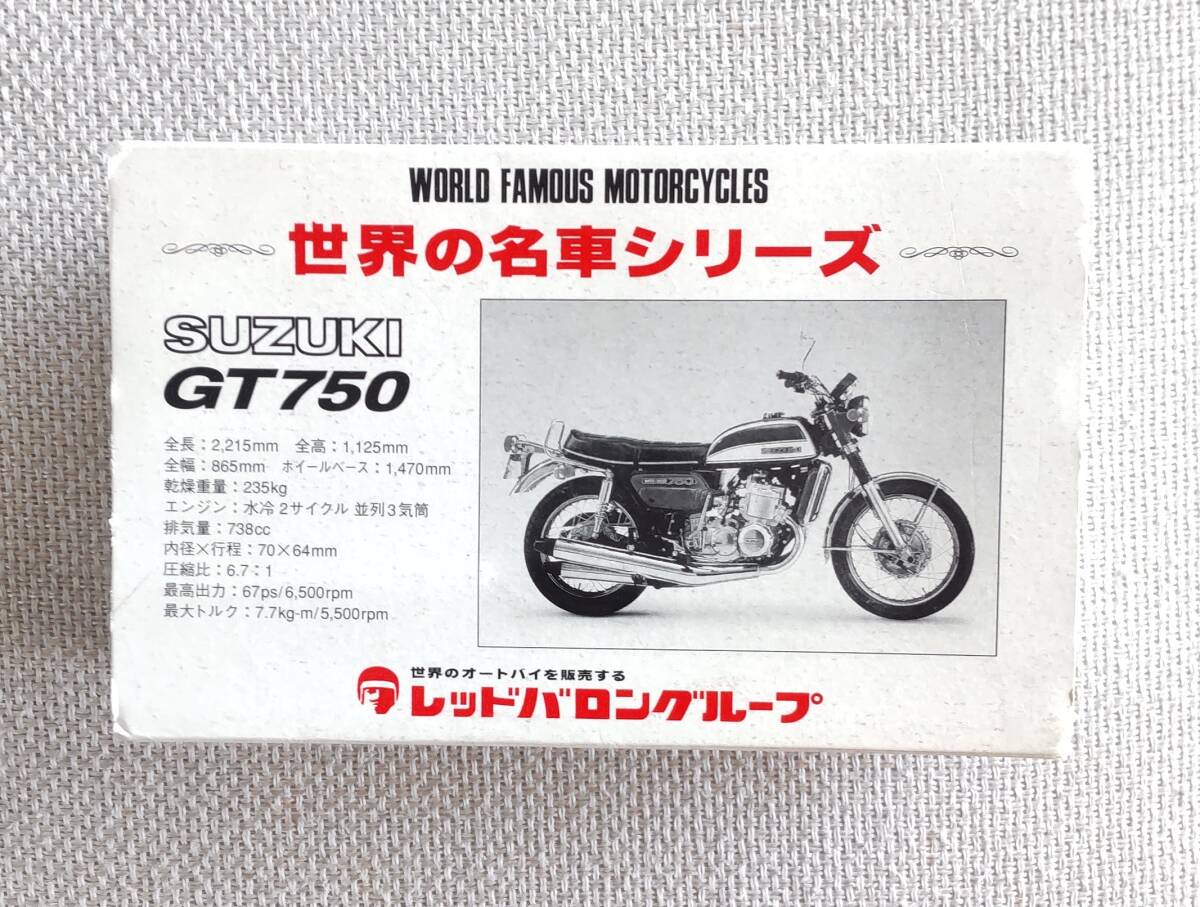 WORLD FAMOUS MOTORCYCLES
世界の名車シリーズ
SUZUKI
GT750
全長：2,215mm　全高：1,125mm
全幅：865mm　ホイールベース：1,470mm
乾燥重量：235kg
エンジン：水冷2サイクル 並列3気筒
排気量：738cc
内径×行程：70×64mm
圧縮比：6.7：1
最高出力：67ps/6,500rpm
最大トルク：7.7kg-m/5,500rpm
SUZUKI
750
世界のオートバイを販売する
レッドバロングループ